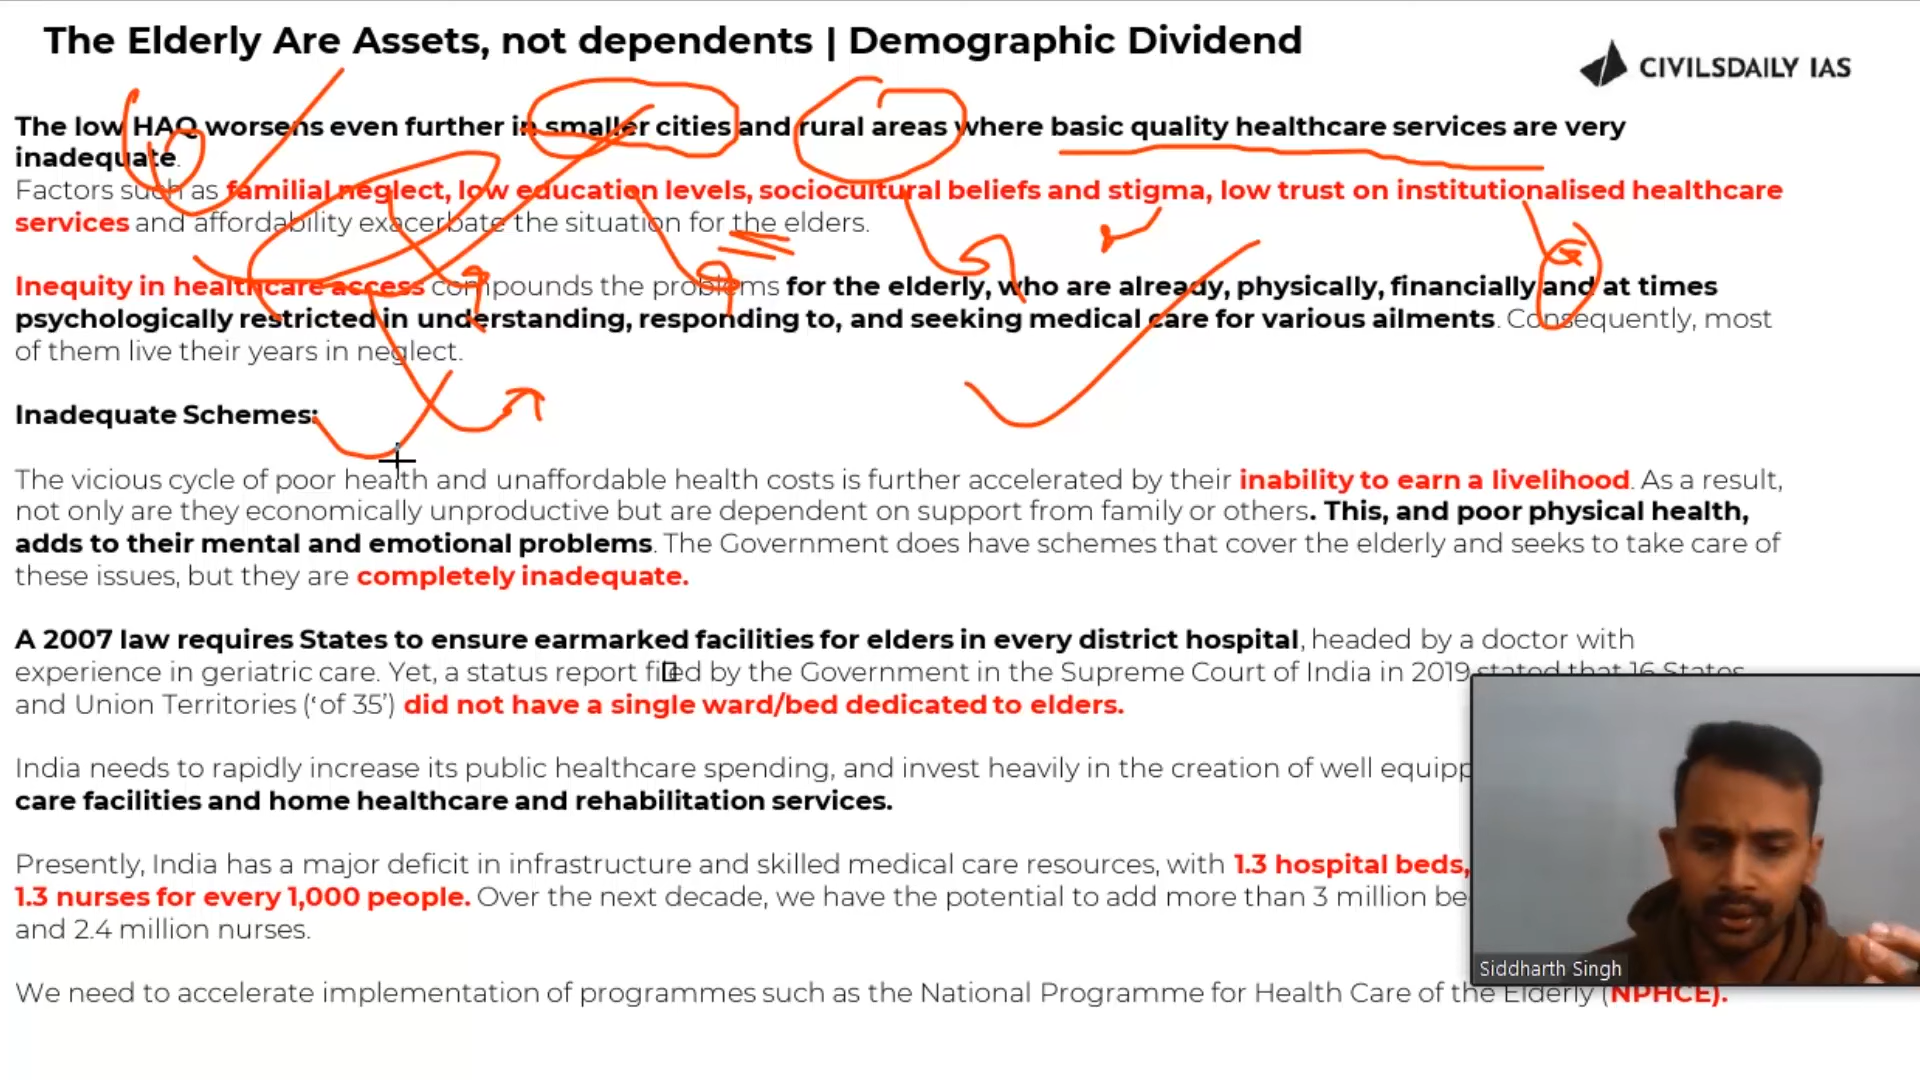 The Elderly Are Assets, not dependents | Demographic Dividend
CIVILSDAILY IAS
The low HAQ worsens even further in smaller cities and rural areas where basic quality healthcare services are very
inadequate.
Factors such as familial neglect, low education levels, sociocultural beliefs and stigma, low trust on institutionalised healthcare
services and affordability exacerbate the situation for the elders.
Inequity in healthcare access compounds the problems for the elderly, who are already, physically, financially and at times
psychologically restricted in understanding, responding to, and seeking medical care for various ailments. Consequently, most
of them live their years in neglect.
Inadequate Schemes:
The vicious cycle of poor health and unaffordable health costs is further accelerated by their inability to earn a livelihood. As a result,
not only are they economically unproductive but are dependent on support from family or others. This, and poor physical health,
adds to their mental and emotional problems. The Government does have schemes that cover the elderly and seeks to take care of
these issues, but they are completely inadequate.
A 2007 law requires States to ensure earmarked facilities for elders in every district hospital, headed by a doctor with
experience in geriatric care. Yet, a status report filed by the Government in the Supreme Court of India in 2019 stated that 16 States
and Union Territories (‘of 35’) did not have a single ward/bed dedicated to elders.
India needs to rapidly increase its public healthcare spending, and invest heavily in the creation of well
care facilities and home healthcare and rehabilitation services.
Presently, India has a major deficit in infrastructure and skilled medical care resources, with 1.3 hospital beds,
1.3 nurses for every 1,000 people. Over the next decade, we have the potential to add more than 3 million
and 2.4 million nurses.
Siddharth Singh
We need to accelerate implementation of programmes such as the National Programme for Health Care of the Elderly (NPHCE).